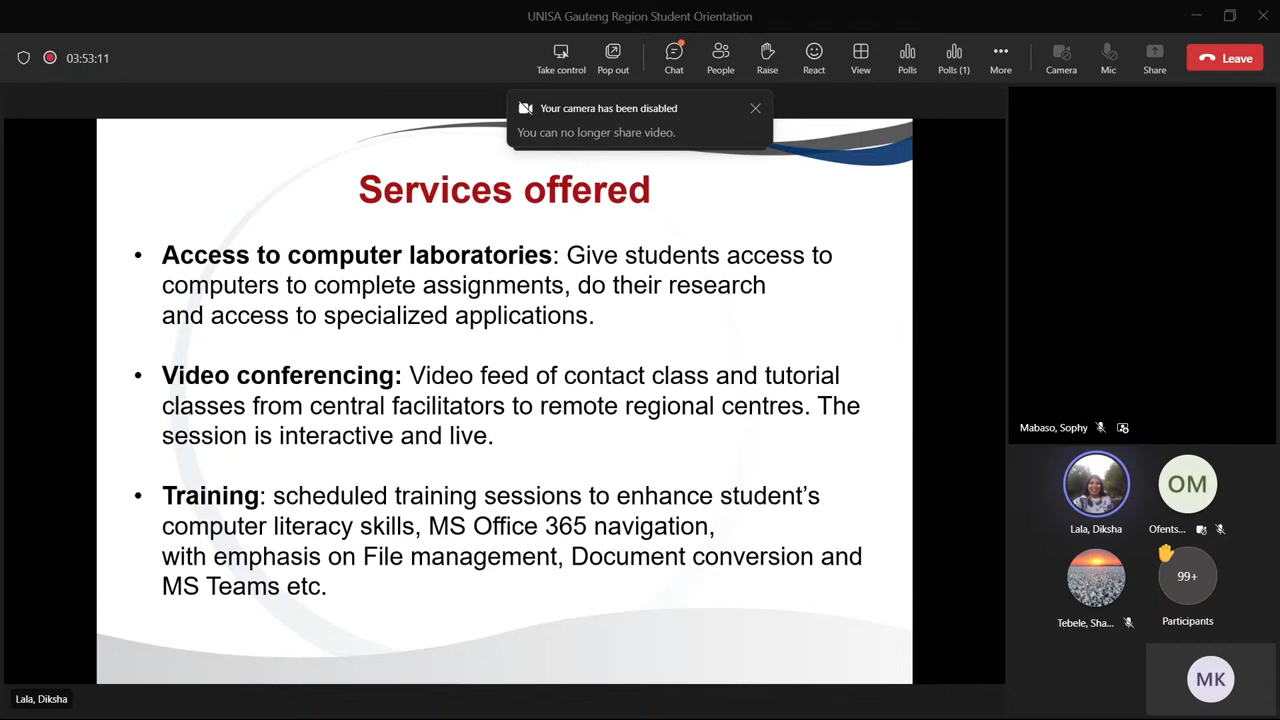 UNISA Gauteng Region Student Orientation
03:53:11
Take control
Pop out
Chat
People
Raise
React
View
Polls
Polls (1)
More
Camera
Mic
Share
Leave
Your camera has been disabled
You can no longer share video.
Services offered
• Access to computer laboratories: Give students access to
computers to complete assignments, do their research
and access to specialized applications.
• Video conferencing: Video feed of contact class and tutorial
classes from central facilitators to remote regional centres. The
session is interactive and live.
• Training: scheduled training sessions to enhance student’s
computer literacy skills, MS Office 365 navigation,
with emphasis on File management, Document conversion and
MS Teams etc.
Lala, Diksha
Mabaso, Sophy
Lala, Diksha
OM
Ofents...
Tebele, Sha...
99+
Participants
MK